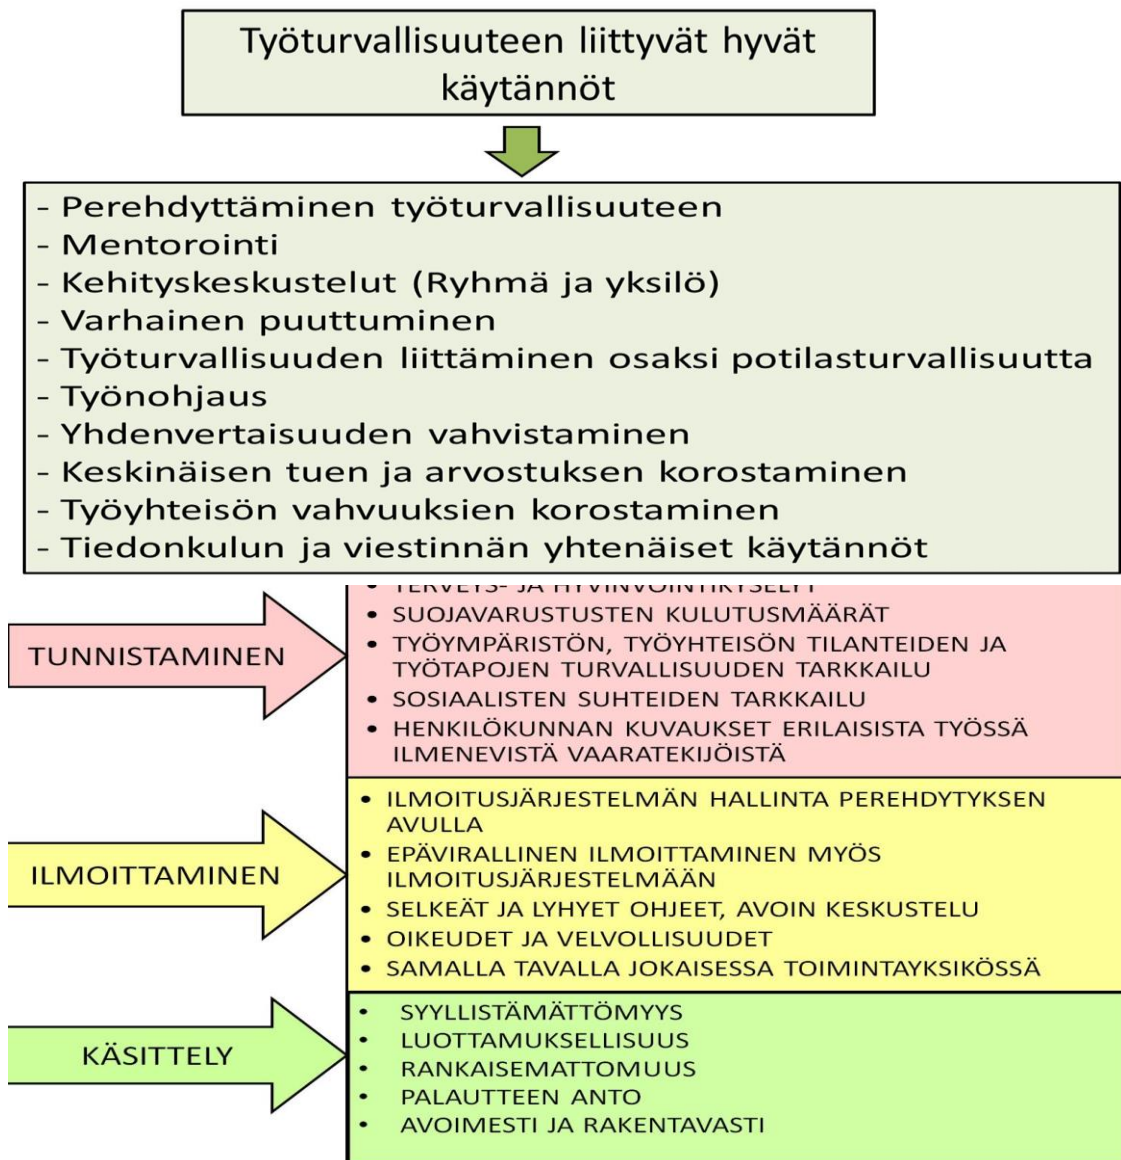 Työturvallisuuteen liittyvät hyvät
käytännöt
- Perehdyttäminen työturvallisuuteen
- Mentorointi
- Kehityskeskustelut (Ryhmä ja yksilö)
- Varhainen puuttuminen
- Työturvallisuuden liittäminen osaksi potilasturvallisuutta
- Työnohjaus
- Yhdenvertaisuuden vahvistaminen
- Keskinäisen tuen ja arvostuksen korostaminen
- Työyhteisön vahvuuksien korostaminen
- Tiedonkulun ja viestinnän yhtenäiset käytännöt
TUNNISTAMINEN
• TERVEYS- JA HYVINVOINTIKYSELYT
• SUOJAVARUSTUSTEN KULUTUSMÄÄRÄT
• TYÖYMPÄRISTÖN, TYÖYHTEISÖN TILANTEIDEN JA
TYÖTAPOJEN TURVALLISUUDEN TARKKAILU
• SOSIAALISTEN SUHTEIDEN TARKKAILU
• HENKILÖKUNNAN KUVAUKSET ERILAISISTA TYÖSSÄ
ILMENEVISTÄ VAARATEKIJÖISTÄ
ILMOITTAMINEN
• ILMOITUSJÄRJESTELMÄN HALLINTA PEREHDYTYKSEN
AVULLA
• EPÄVIRALLINEN ILMOITTAMINEN MYÖS
ILMOITUSJÄRJESTELMÄÄN
• SELKEÄT JA LYHYET OHJEET, AVOIN KESKUSTELU
• OIKEUDET JA VELVOLLISUUDET
• SAMALLA TAVALLA JOKAISESSA TOIMINTAYKSIKÖSSÄ
KÄSITTELY
• SYYLLISTÄMÄTTÖMYYS
• LUOTTAMUKSELLISUUS
• RANKAISEMATTOMUUS
• PALAUTTEEN ANTO
• AVOIMESTI JA RAKENTAVASTI